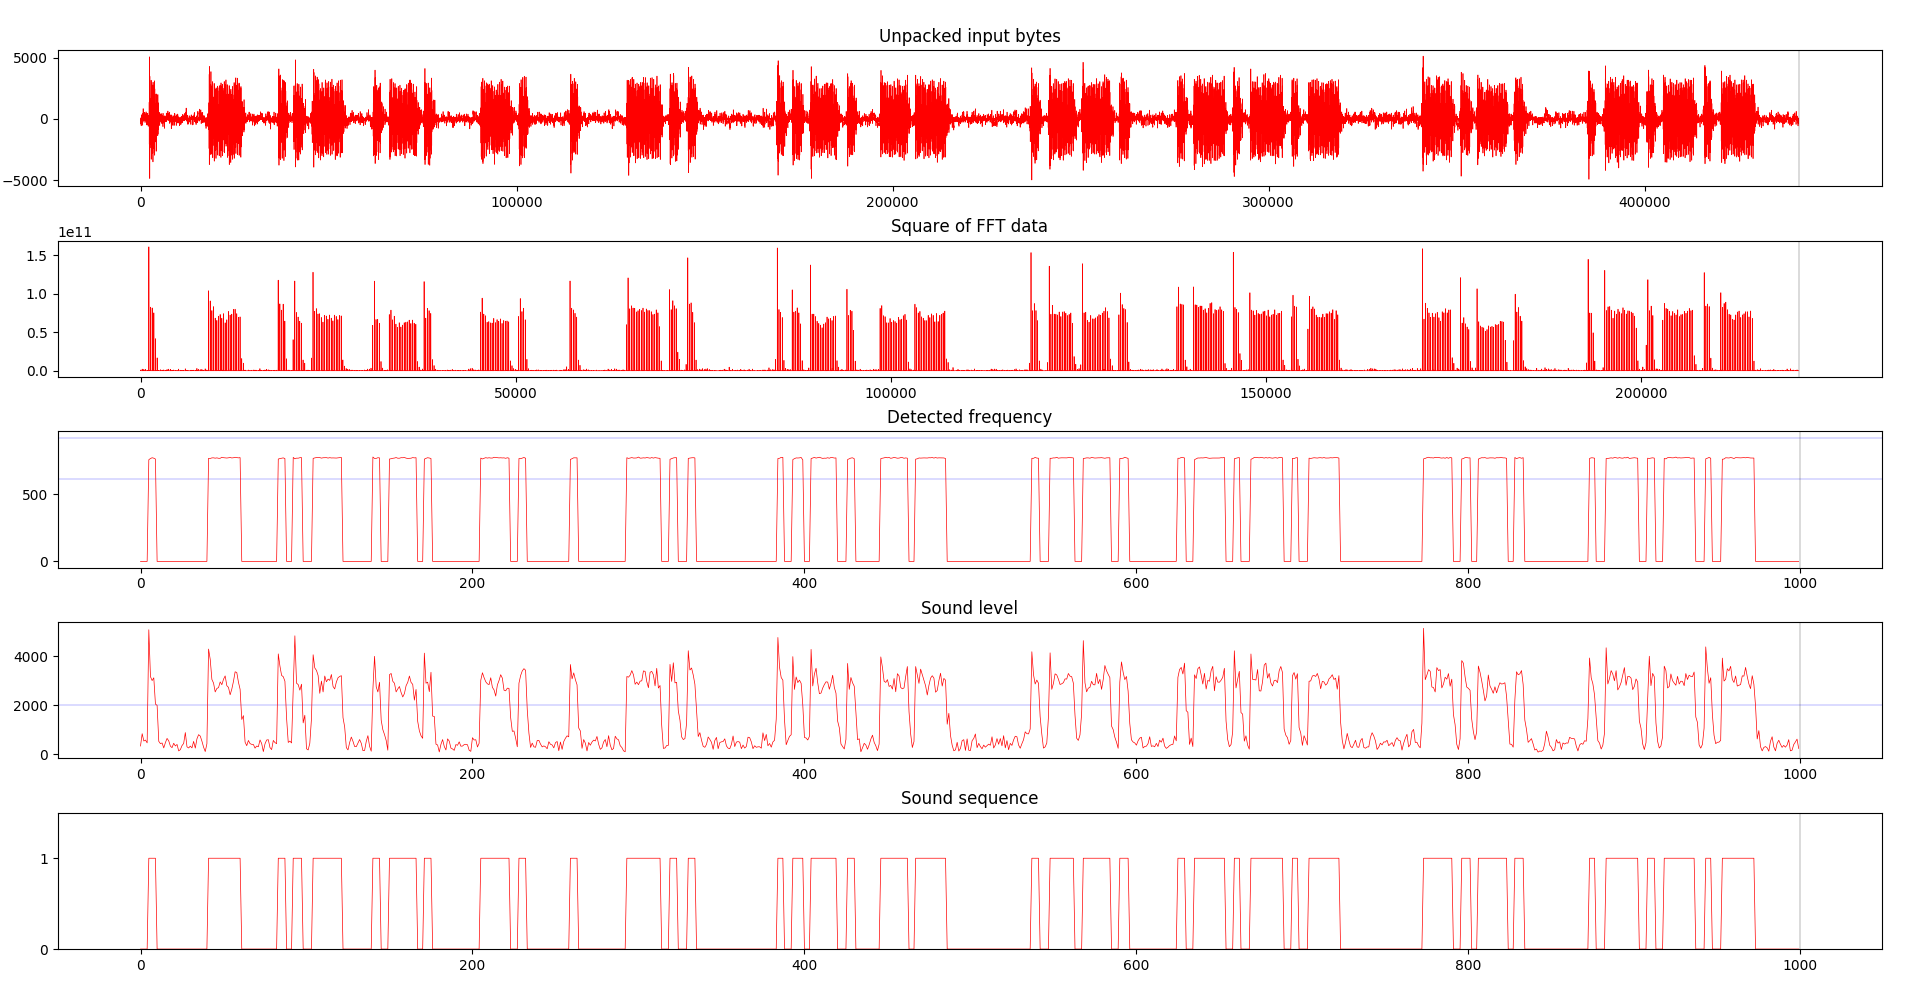 Unpacked input bytes
5000
0
−5000
0 100000 200000 300000 400000
Square of FFT data
1e11
1.5
1.0
0.5
0.0
0 50000 100000 150000 200000
Detected frequency
500
0
0 200 400 600 800 1000
Sound level
4000
2000
0
0 200 400 600 800 1000
Sound sequence
1
0
0 200 400 600 800 1000